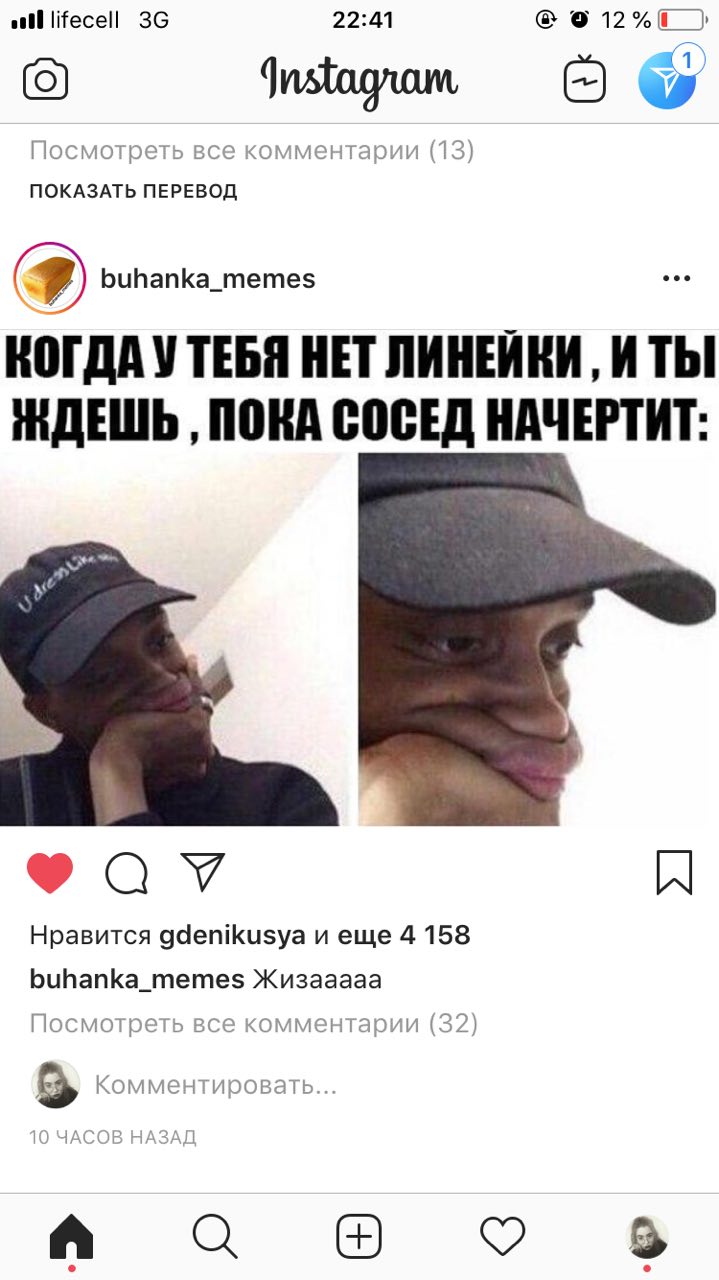 lifecell 3G 22:41 12 %
Instagram 1
Посмотреть все комментарии (13)
ПОКАЗАТЬ ПЕРЕВОД
buhanka_memes
КОГДА У ТЕБЯ НЕТ ЛИНЕЙКИ , И ТЫ
ЖДЕШЬ , ПОКА СОСЕД НАЧЕРТИТ:
U dress Like
Нравится gdenikusya и еще 4 158
buhanka_memes Жизааааа
Посмотреть все комментарии (32)
Комментировать...
10 ЧАСОВ НАЗАД